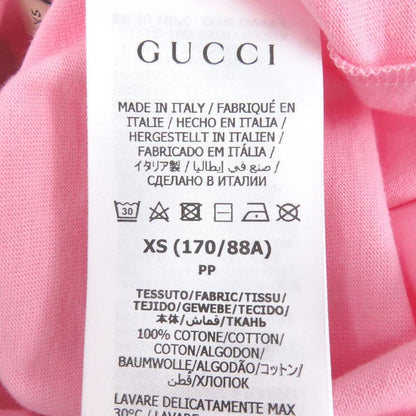 GUCCI
MADE IN ITALY / FABRIQUÉ EN
ITALIE / HECHO EN ITALIA /
HERGESTELLT IN ITALIEN /
FABRICADO EM ITÁLIA /
イタリア製 / صنع في إيطاليا /
СДЕЛАНО В ИТАЛИИ
30
XS (170/88A)
PP
TESSUTO/FABRIC/TISSU/
TEJIDO/GEWEBE/TECIDO/
本体/قماش/ТКАНЬ
100% COTONE/COTTON/
COTON/ALGODON/
BAUMWOLLE/ALGODÃO/コットン/
قطن/ХЛОПОК
LAVARE DELICATAMENTE MAX
30°C / LAVARE